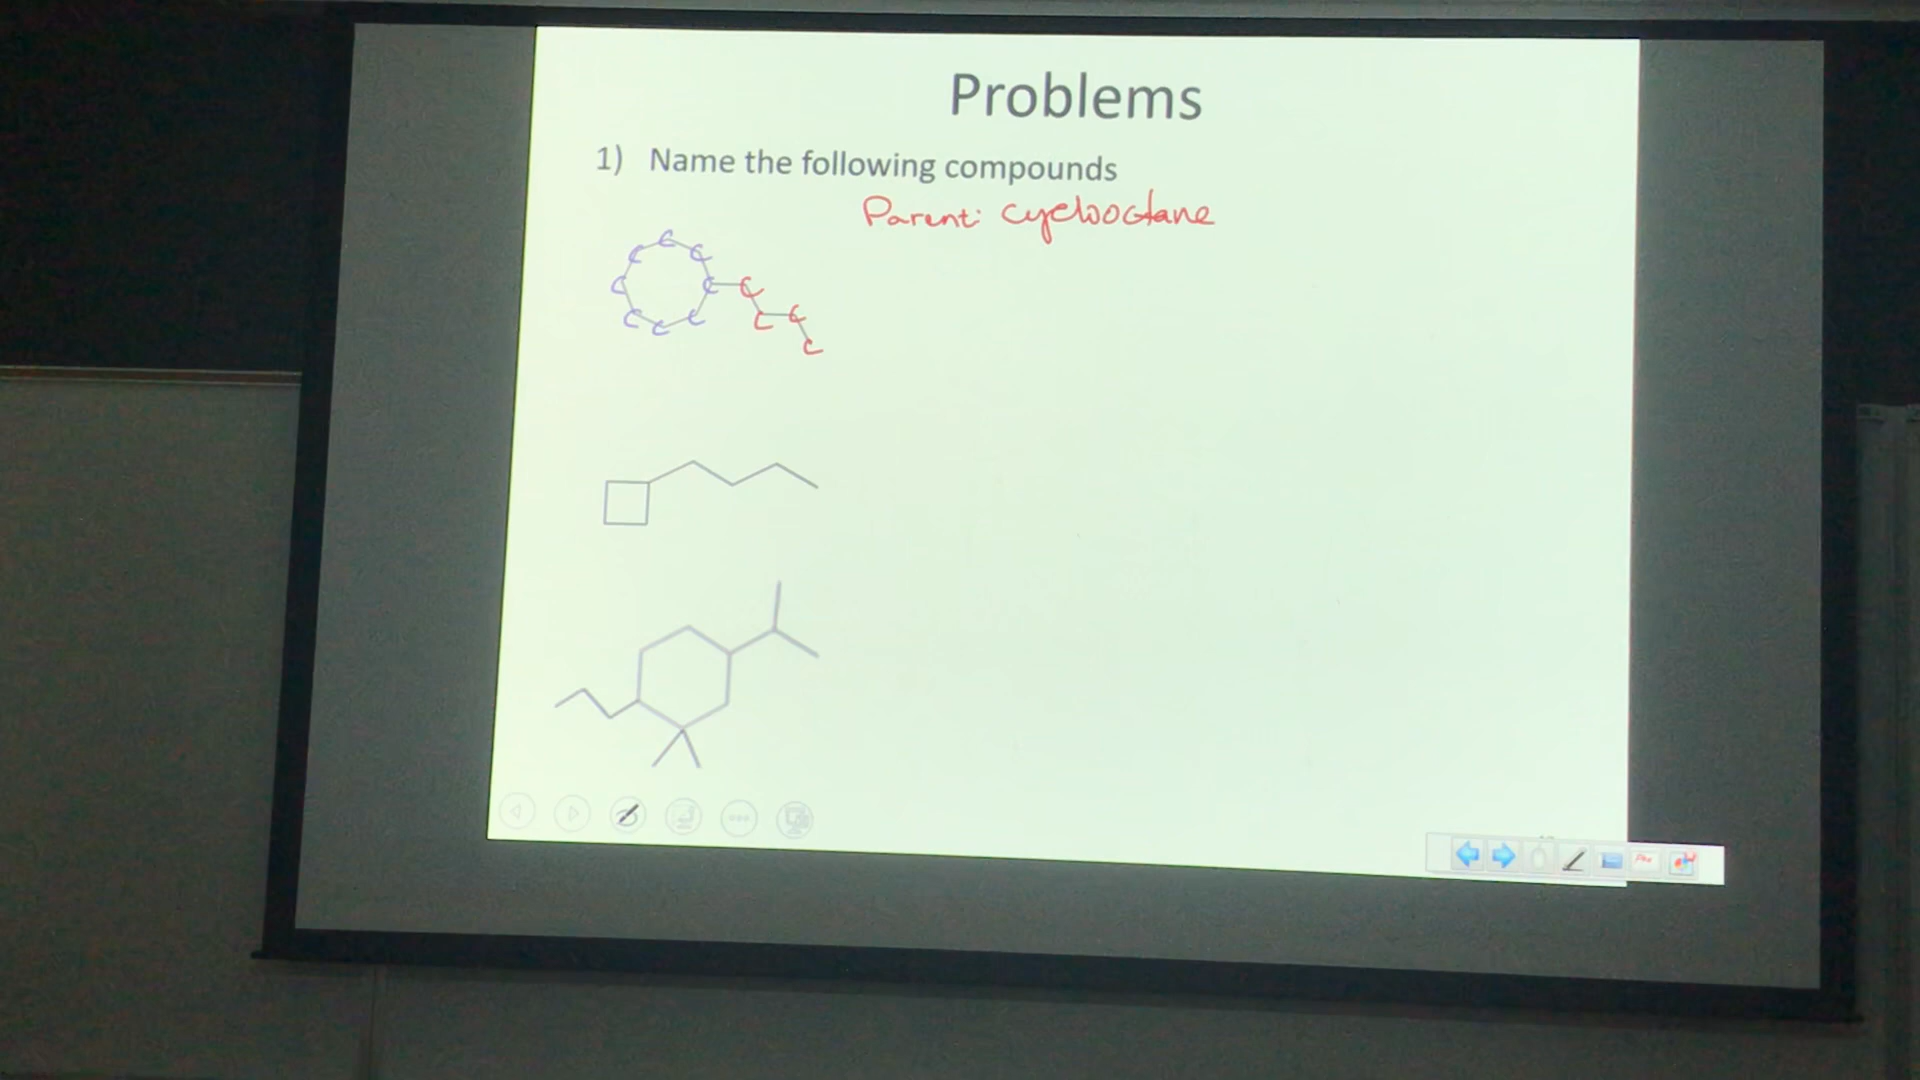 Problems
1) Name the following compounds
Parent: cyclooctane
C C C
C C C
C C C
C C C
C